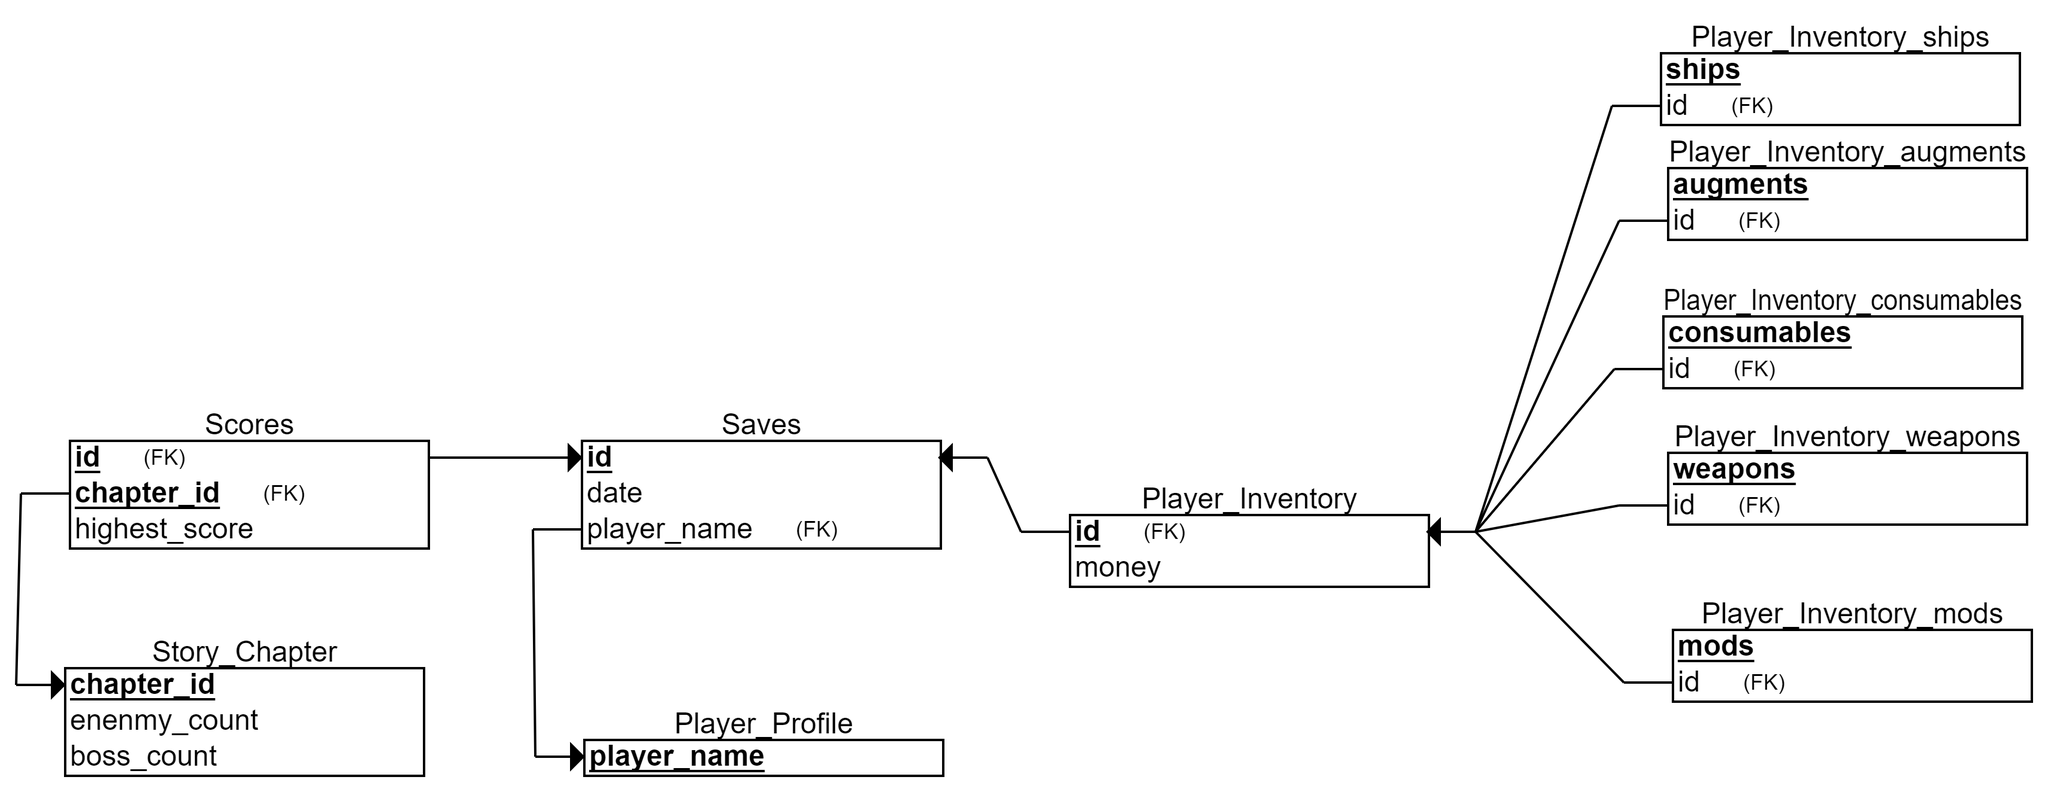 Player_Inventory_ships
ships
id (FK)
Player_Inventory_augments
augments
id (FK)
Player_Inventory_consumables
consumables
id (FK)
Player_Inventory_weapons
weapons
id (FK)
Player_Inventory_mods
mods
id (FK)
Scores
id (FK)
chapter_id (FK)
highest_score
Saves
id
date
player_name (FK)
Player_Inventory
id (FK)
money
Story_Chapter
chapter_id
enenmy_count
boss_count
Player_Profile
player_name